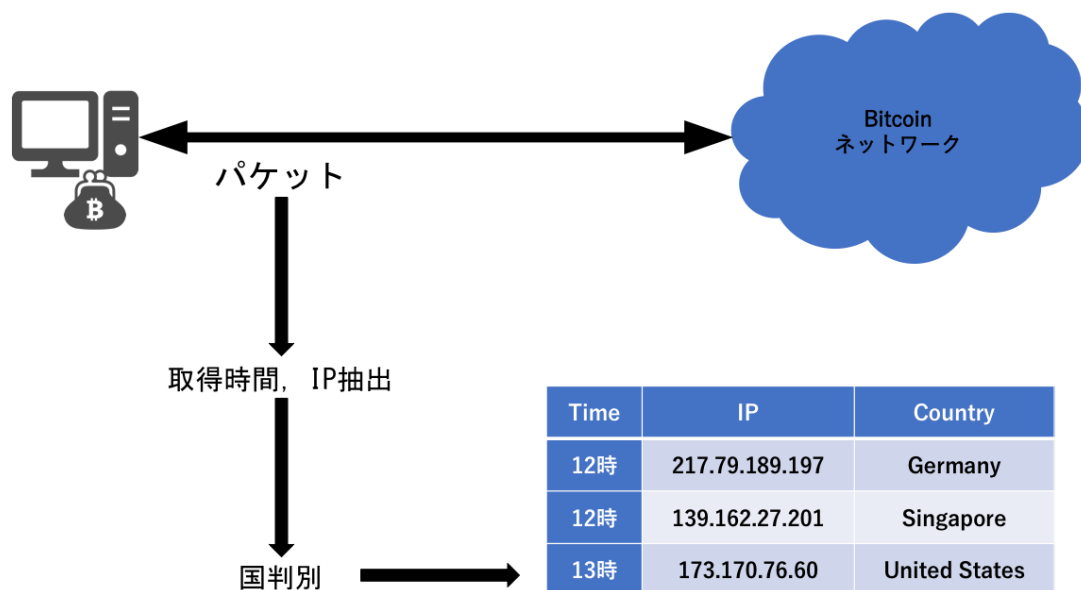 Bitcoin
ネットワーク
パケット
取得時間，IP抽出
国判別
Time IP Country
12時 217.79.189.197 Germany
12時 139.162.27.201 Singapore
13時 173.170.76.60 United States